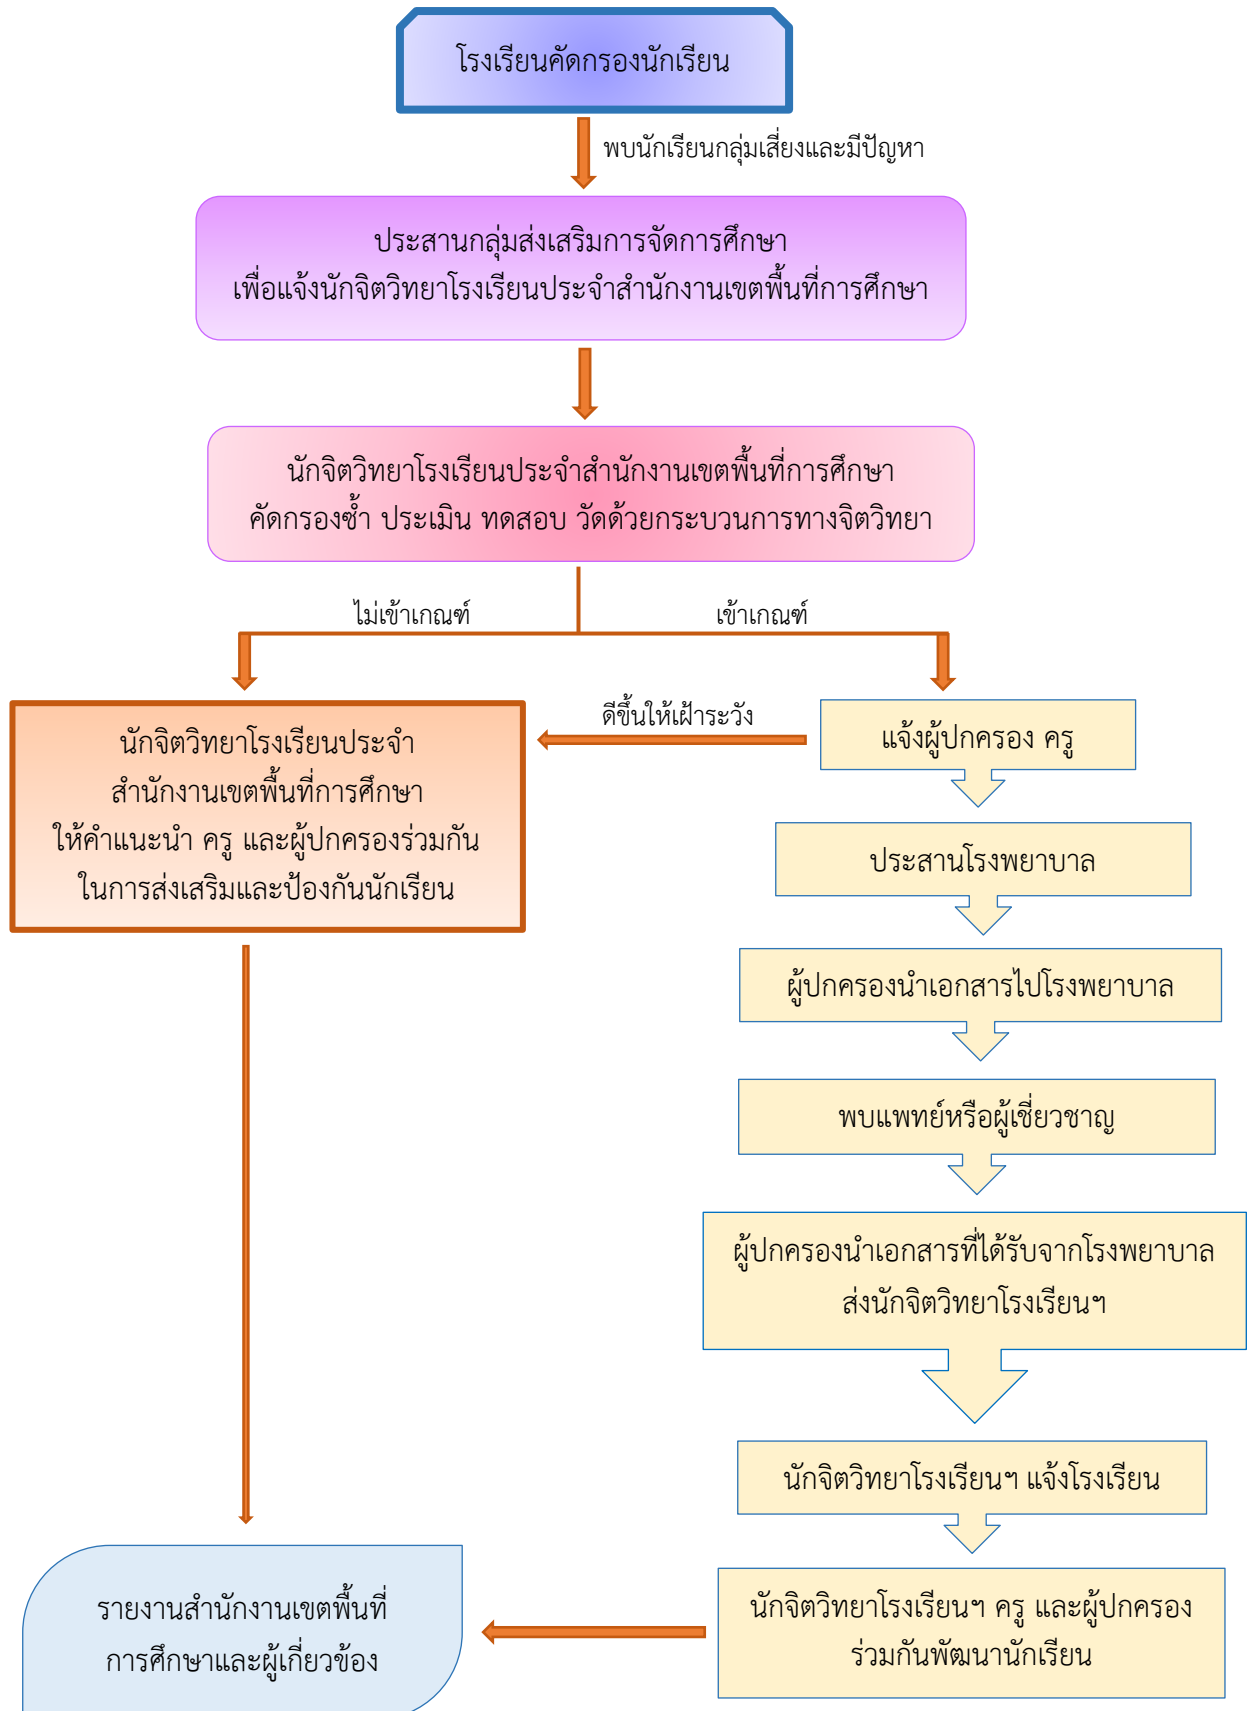 โรงเรียนคัดกรองนักเรียน
พบนักเรียนกลุ่มเสี่ยงและมีปัญหา
ประสานกลุ่มส่งเสริมการจัดการศึกษา
เพื่อแจ้งนักจิตวิทยาโรงเรียนประจำสำนักงานเขตพื้นที่การศึกษา
นักจิตวิทยาโรงเรียนประจำสำนักงานเขตพื้นที่การศึกษา
คัดกรองซ้ำ ประเมิน ทดสอบ วัดด้วยกระบวนการทางจิตวิทยา
ไม่เข้าเกณฑ์
เข้าเกณฑ์
นักจิตวิทยาโรงเรียนประจำ
สำนักงานเขตพื้นที่การศึกษา
ให้คำแนะนำ ครู และผู้ปกครองร่วมกัน
ในการส่งเสริมและป้องกันนักเรียน
ดีขึ้นให้เฝ้าระวัง
แจ้งผู้ปกครอง ครู
ประสานโรงพยาบาล
ผู้ปกครองนำเอกสารไปโรงพยาบาล
พบแพทย์หรือผู้เชี่ยวชาญ
ผู้ปกครองนำเอกสารที่ได้รับจากโรงพยาบาล
ส่งนักจิตวิทยาโรงเรียนฯ
นักจิตวิทยาโรงเรียนฯ แจ้งโรงเรียน
นักจิตวิทยาโรงเรียนฯ ครู และผู้ปกครอง
ร่วมกันพัฒนานักเรียน
รายงานสำนักงานเขตพื้นที่
การศึกษาและผู้เกี่ยวข้อง